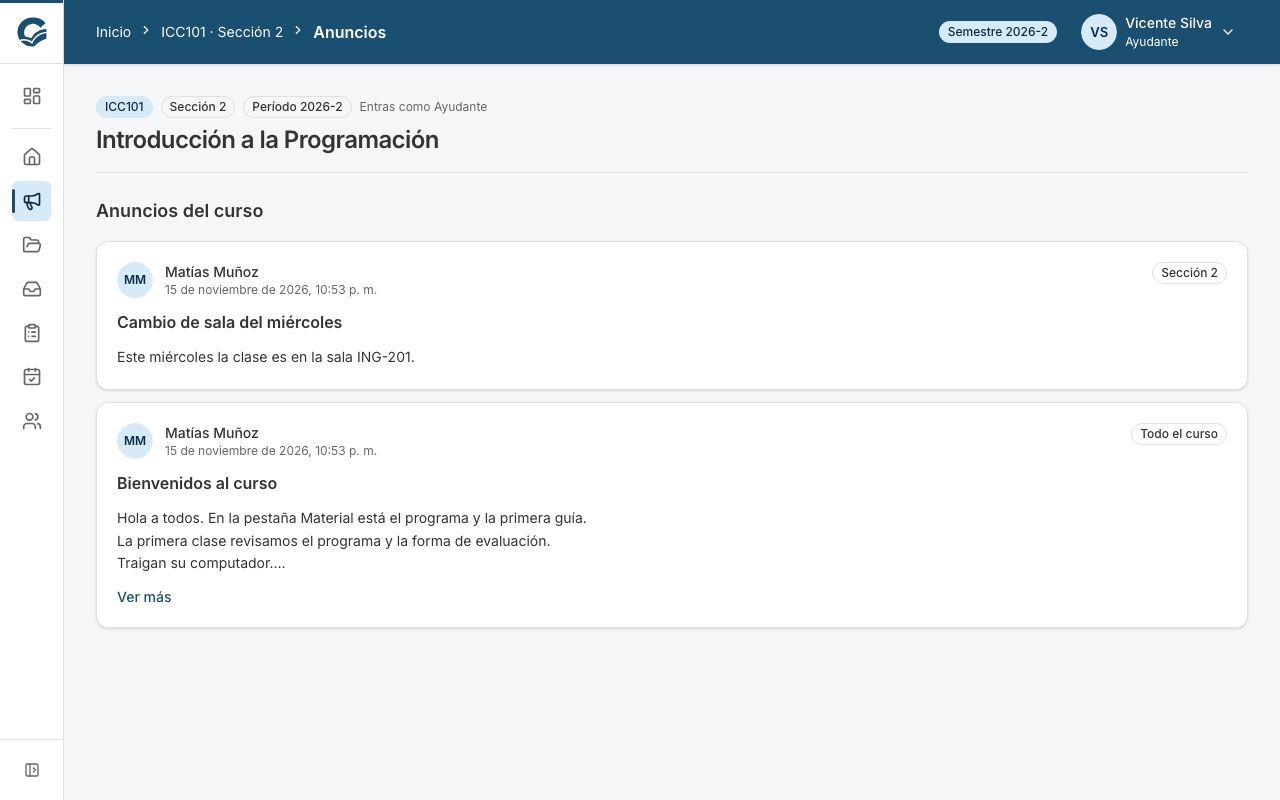 Inicio > ICC101 · Sección 2 > Anuncios
Semestre 2026-2
VS
Vicente Silva
Ayudante
ICC101
Sección 2
Período 2026-2
Entras como Ayudante
Introducción a la Programación
Anuncios del curso
MM
Matías Muñoz
15 de noviembre de 2026, 10:53 p. m.
Sección 2
Cambio de sala del miércoles
Este miércoles la clase es en la sala ING-201.
MM
Matías Muñoz
15 de noviembre de 2026, 10:53 p. m.
Todo el curso
Bienvenidos al curso
Hola a todos. En la pestaña Material está el programa y la primera guía.
La primera clase revisamos el programa y la forma de evaluación.
Traigan su computador....
Ver más